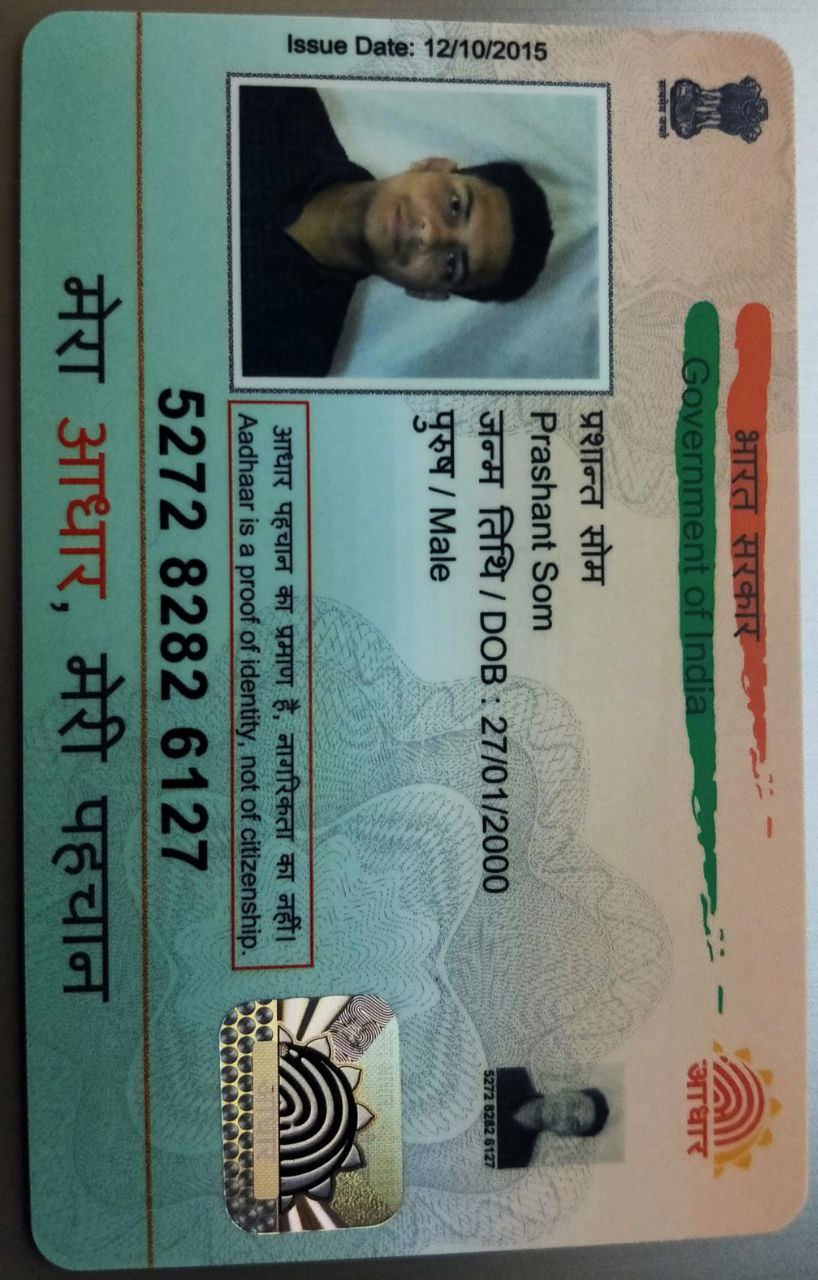 भारत सरकार
Government of India
सत्यमेव जयते
आधार
Issue Date: 12/10/2015
प्रशान्त सोम
Prashant Som
जन्म तिथि / DOB : 27/01/2000
पुरुष / Male
5272 8282 6127
आधार पहचान का प्रमाण है, नागरिकता का नहीं।
Aadhaar is a proof of identity, not of citizenship.
5272 8282 6127
मेरा आधार, मेरी पहचान